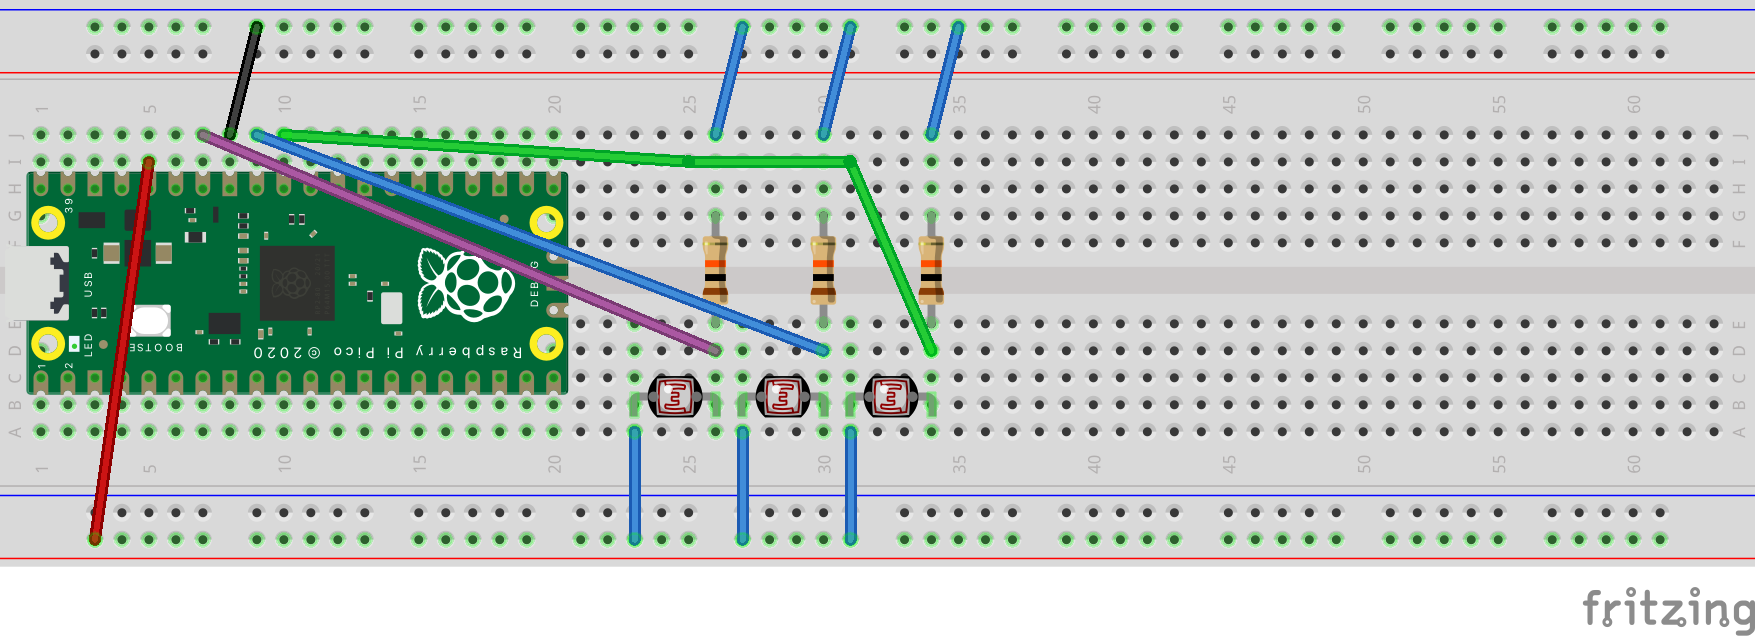 1 5 10 15 20 25 30 35 40 45 50 55 60
J J
I I
H H
39
G G
F F
USB
DEBUG
E E
BOOTSEL
LED
Raspberry Pi Pico © 2020
D D
1 2
C C
B B
A A
1 5 10 15 20 25 30 35 40 45 50 55 60
fritzing